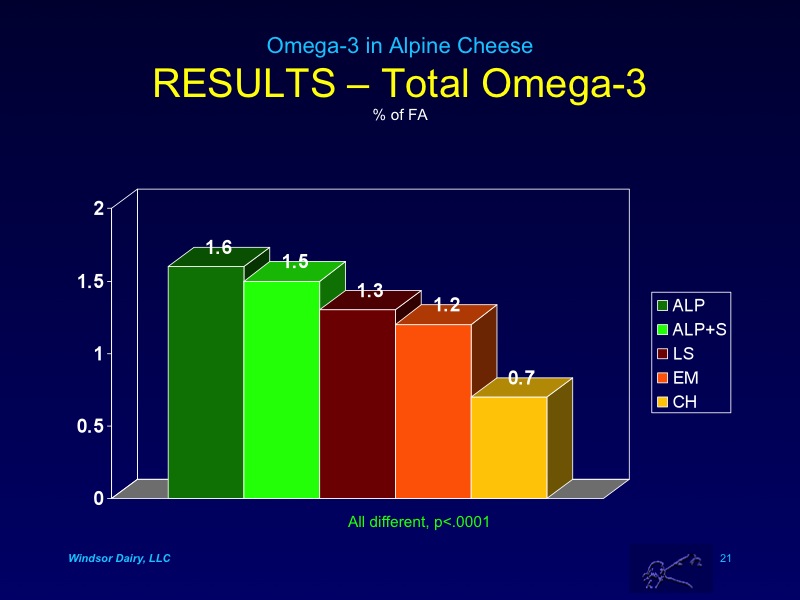 Omega-3 in Alpine Cheese
RESULTS – Total Omega-3
% of FA
2
1.5
1
0.5
0
1.6
1.5
1.3
1.2
0.7
ALP
ALP+S
LS
EM
CH
All different, p<.0001
Windsor Dairy, LLC
21